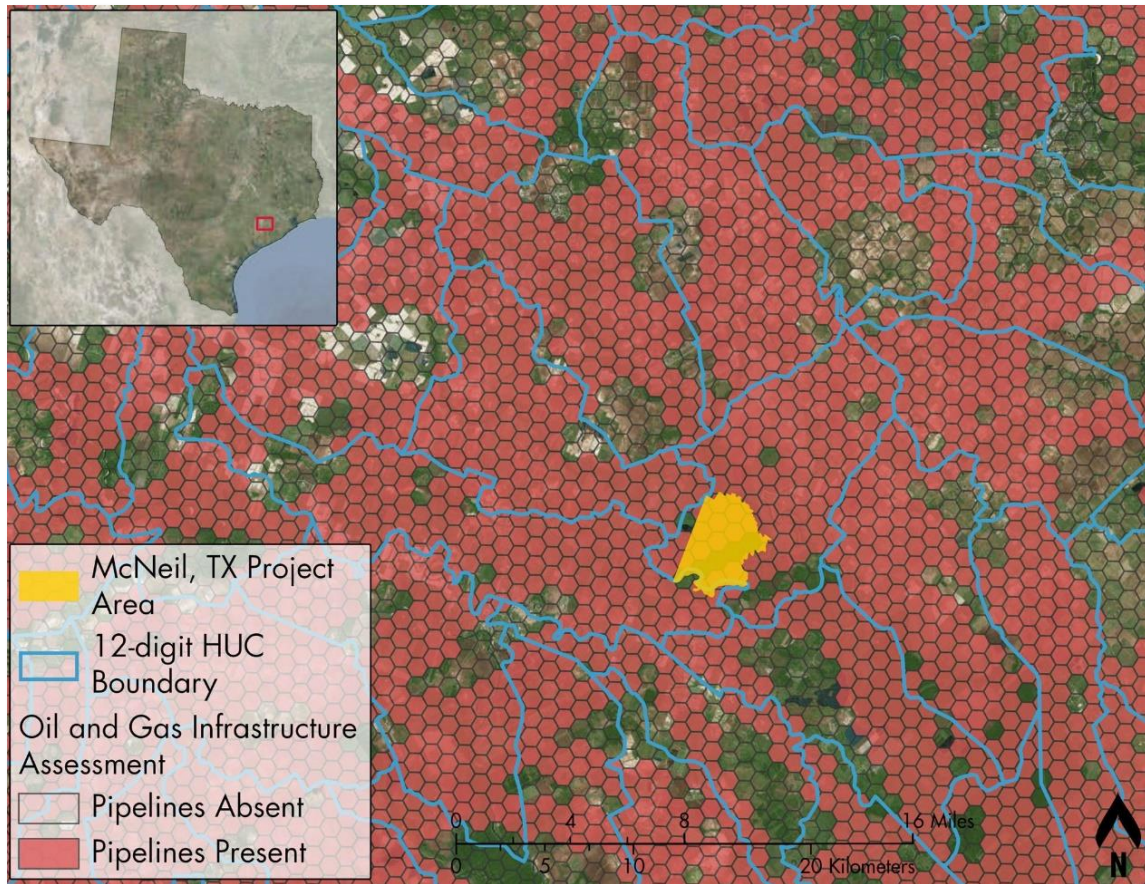 McNeil, TX Project
Area
12-digit HUC
Boundary
Oil and Gas Infrastructure
Assessment
Pipelines Absent
Pipelines Present
0 4 8 16 Miles
0 5 10 20 Kilometers
N